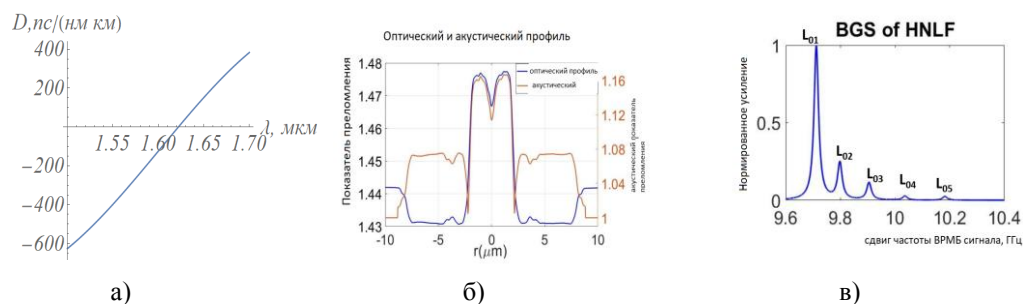 D,пс/(нм км)
400
200
−200
−400
−600
1.55 1.60 1.65 1.70
λ, мкм
а)
Оптический и акустический профиль
Показатель преломления
1.48
1.47
1.46
1.45
1.44
1.43
оптический профиль
акустический
1.16
1.12
1.08
1.04
1
акустический показатель
преломления
-10 -5 0 5 10
r(μm)
б)
BGS of HNLF
Нормированное усиление
1
0.5
0
L01
L02
L03
L04
L05
9.6 9.8 10 10.2 10.4
сдвиг частоты ВРМБ сигнала, ГГц
в)